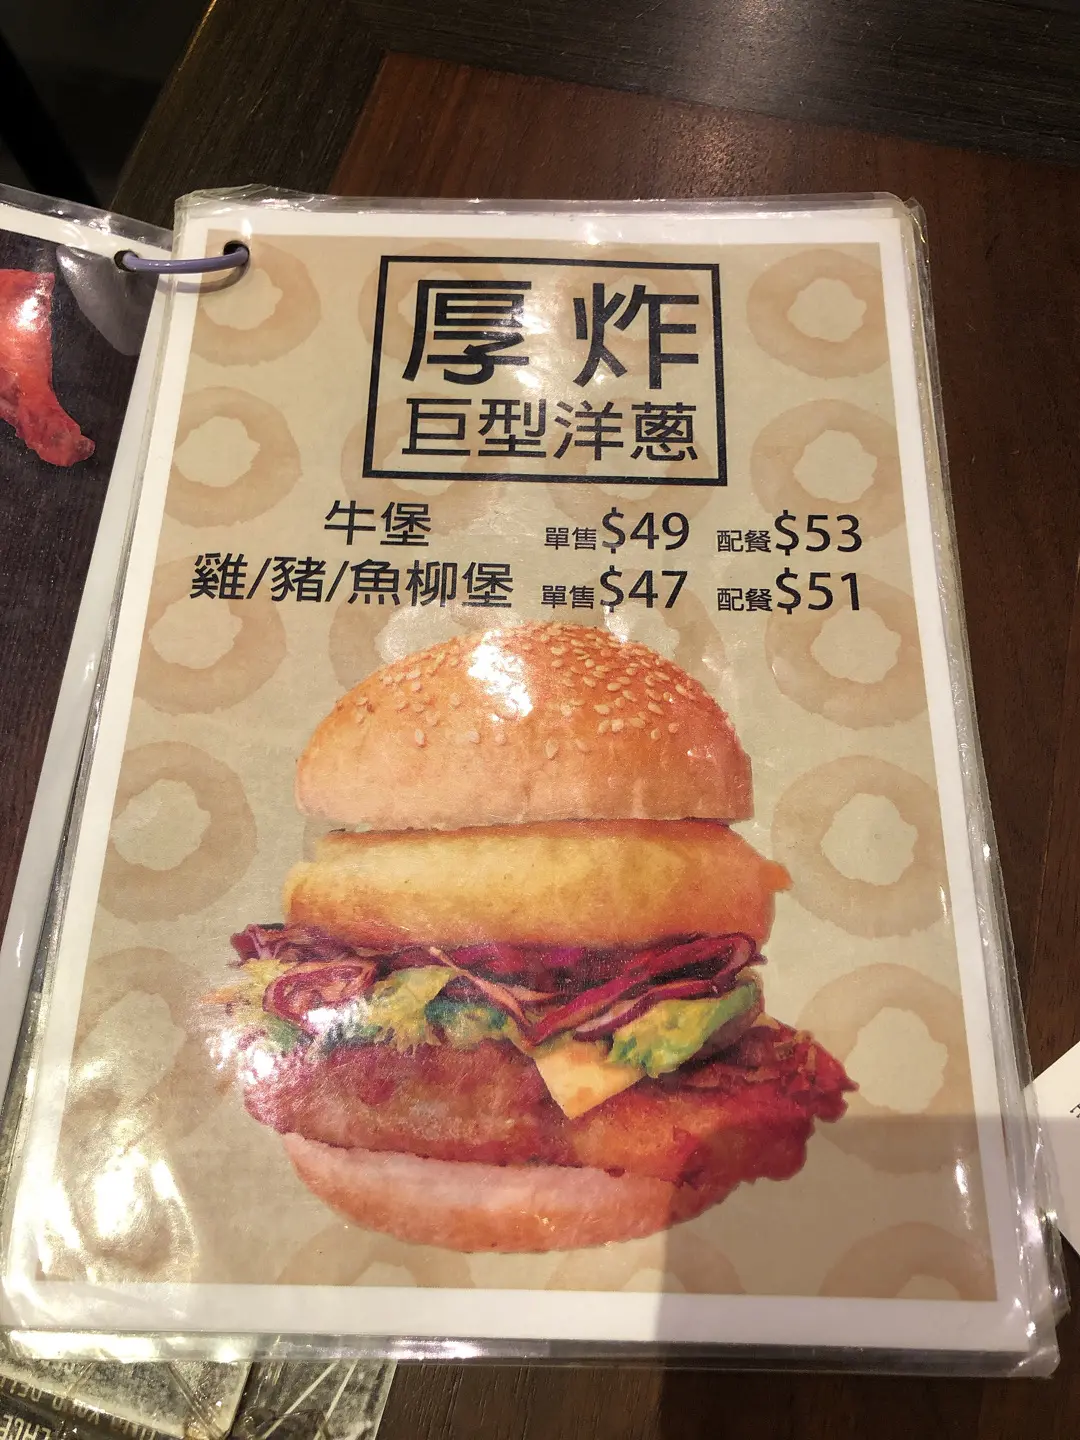 厚炸
巨型洋蔥
牛堡 單售$49 配餐$53
雞/豬/魚柳堡 單售$47 配餐$51